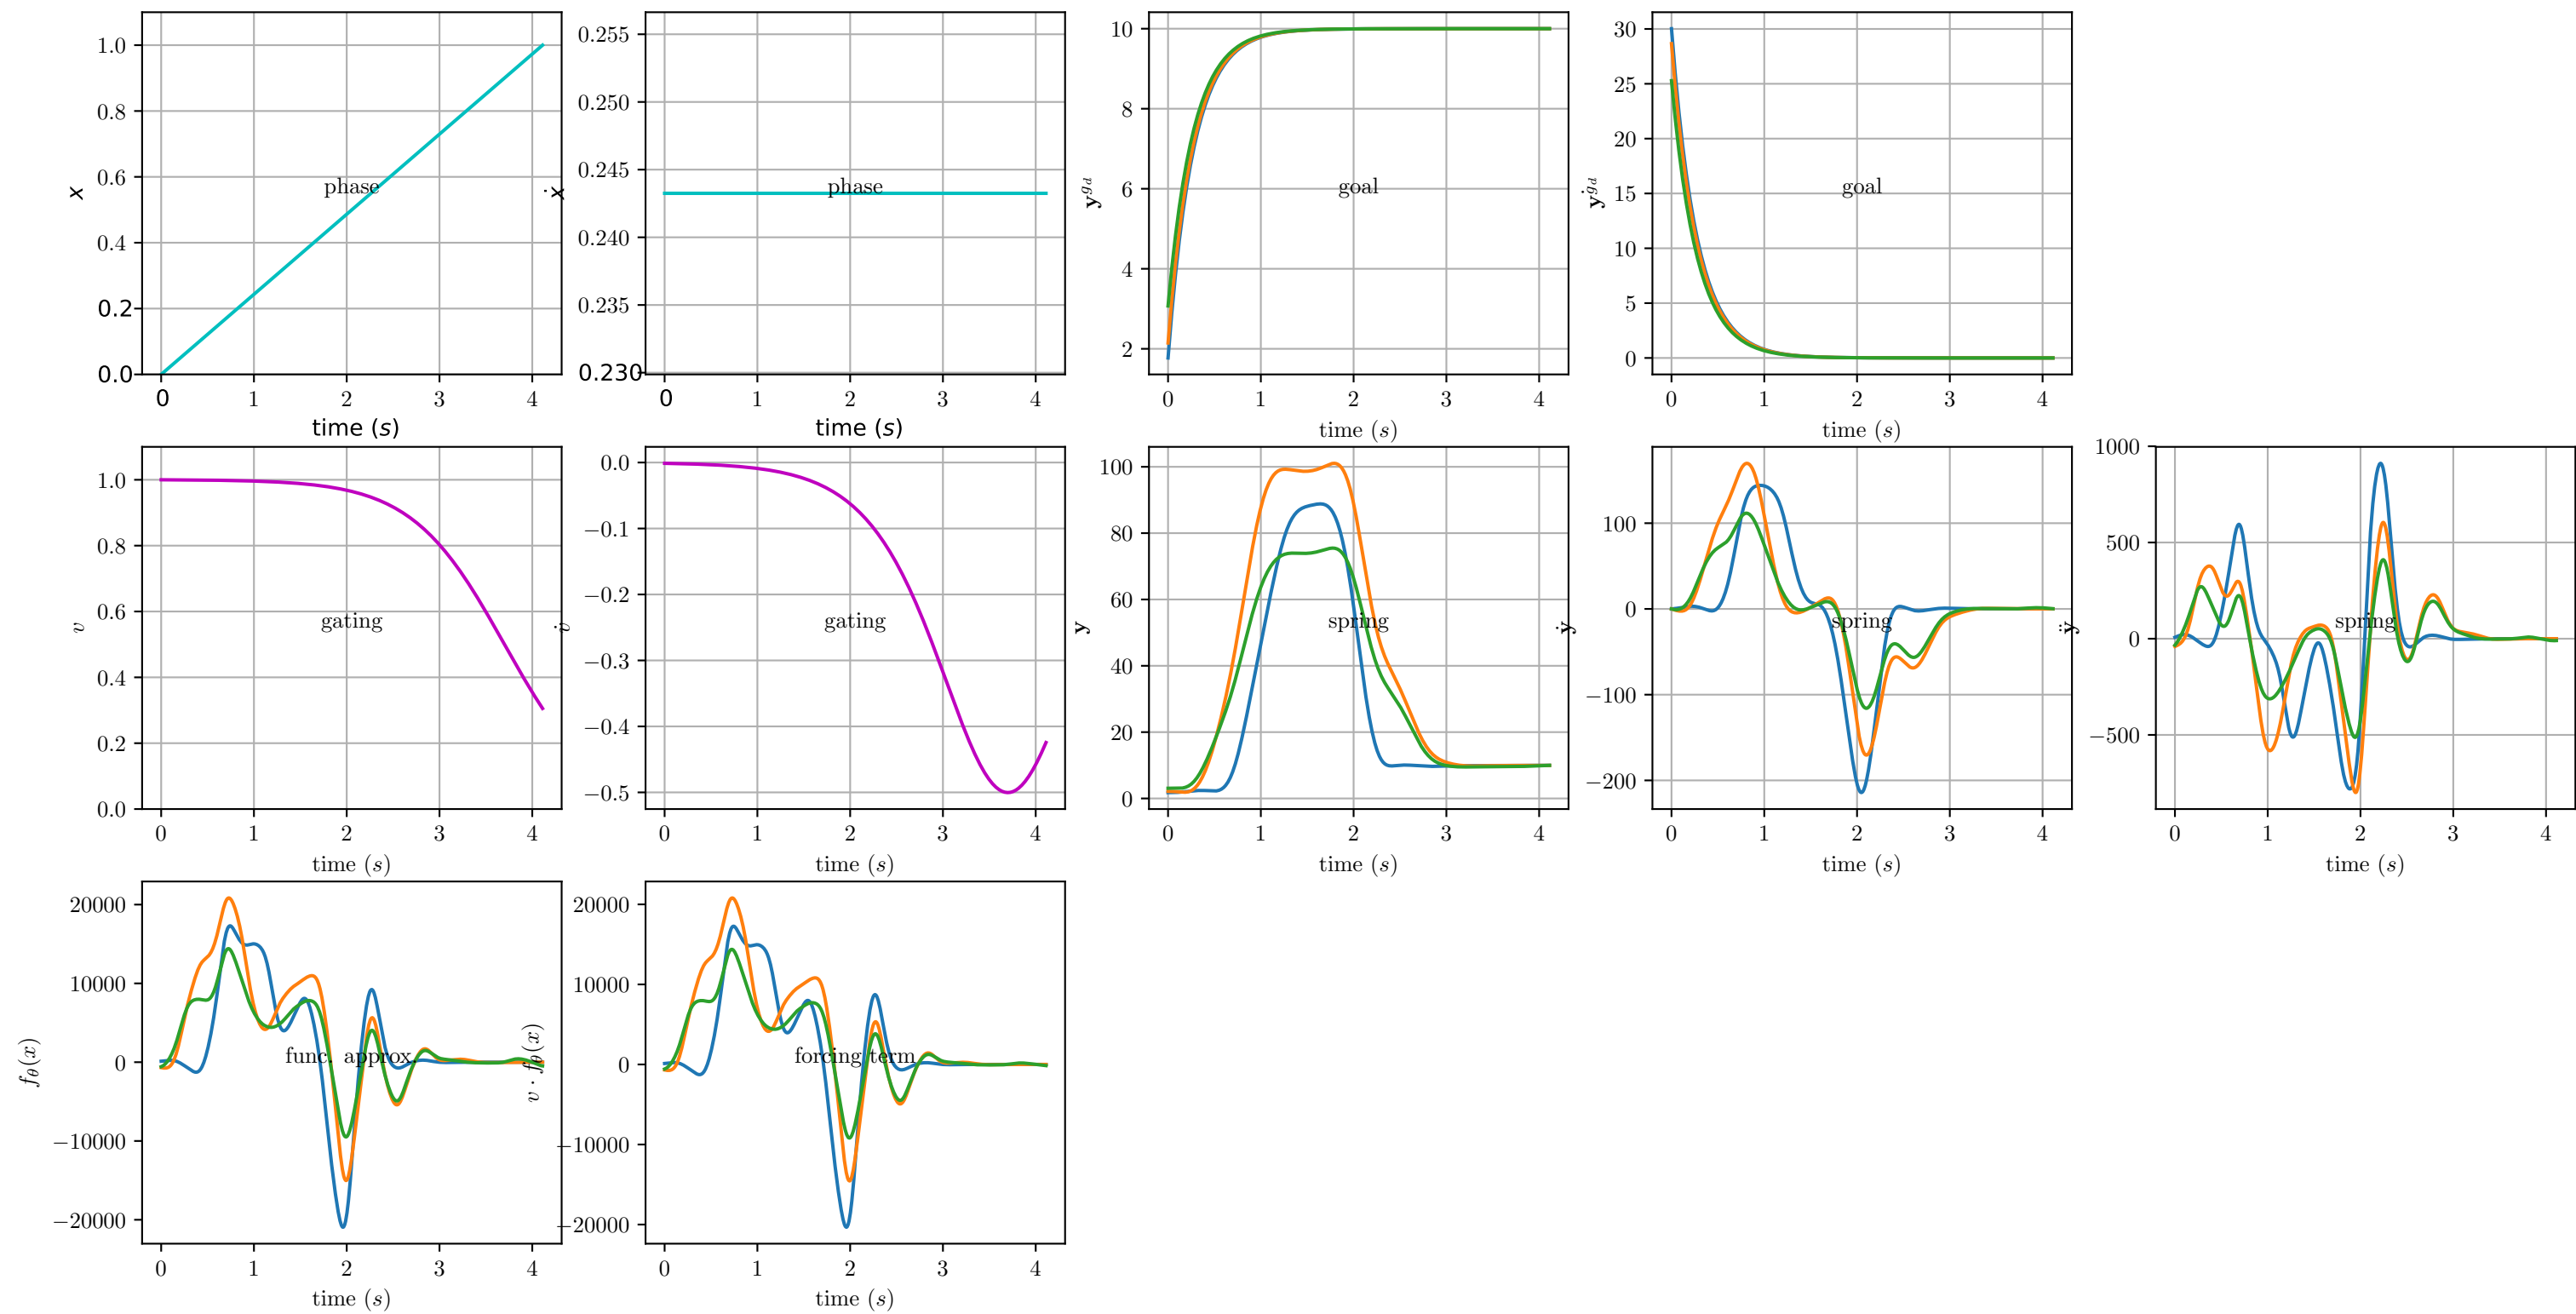 x
1.0
0.8
0.6
0.4
0.2
0.0
phase
0 1 2 3 4
time (s)
ẋ
0.255
0.250
0.245
0.240
0.235
0.230
phase
0 1 2 3 4
time (s)
y^{g_d}
10
8
6
4
2
goal
0 1 2 3 4
time (s)
ẏ^{g_d}
30
25
20
15
10
5
0
goal
0 1 2 3 4
time (s)
v
1.0
0.8
0.6
0.4
0.2
0.0
gating
0 1 2 3 4
time (s)
v̇
0.0
−0.1
−0.2
−0.3
−0.4
−0.5
gating
0 1 2 3 4
time (s)
y
100
80
60
40
20
0
spring
0 1 2 3 4
time (s)
ẏ
100
0
−100
−200
spring
0 1 2 3 4
time (s)
ÿ
1000
500
0
−500
spring
0 1 2 3 4
time (s)
f_θ(x)
20000
10000
0
−10000
−20000
func. approx
0 1 2 3 4
time (s)
v · f_θ(x)
20000
10000
0
−10000
−20000
forcing term
0 1 2 3 4
time (s)